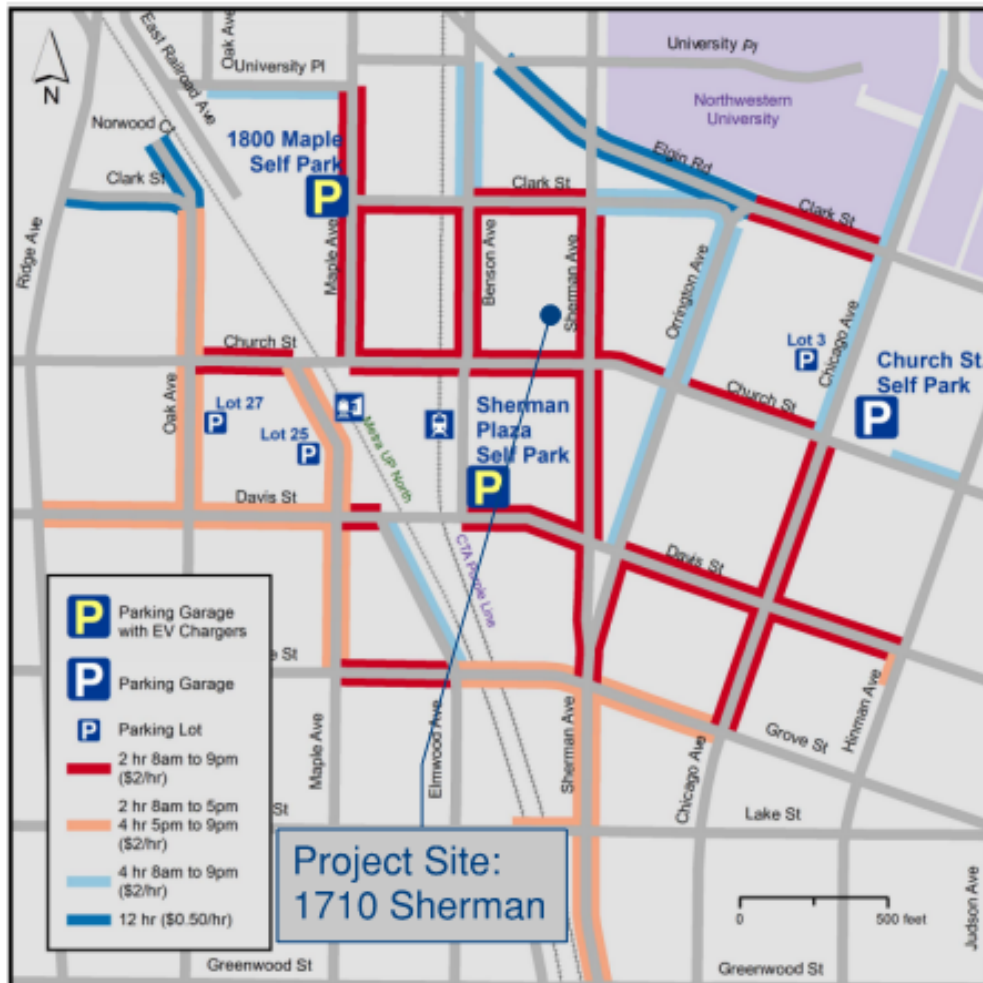 University Pl
Oak Ave
East Railroad Ave
University Pl
N
Northwestern
University
Norwood Ct
1800 Maple
Self Park
P
Elgin Rd
Clark St
Clark St
Clark St
Ridge Ave
Maple Ave
Benson Ave
Sherman Ave
Orrington Ave
Chicago Ave
Church St
Lot 3
P
Church St
Self Park
P
Oak Ave
Lot 27
P
Lot 25
P
Sherman
Plaza
Self Park
P
Church St
Metra UP North
Davis St
CTA Purple Line
Davis St
P
Parking Garage
with EV Chargers
P
Parking Garage
P
Parking Lot
2 hr 8am to 9pm
($2/hr)
2 hr 8am to 5pm
4 hr 5pm to 9pm
($2/hr)
4 hr 8am to 9pm
($2/hr)
12 hr ($0.50/hr)
St
Maple Ave
Elmwood Ave
Sherman Ave
Chicago Ave
Grove St
Hinman Ave
St
Lake St
Project Site:
1710 Sherman
0
500 feet
Judson Ave
Greenwood St
Greenwood St